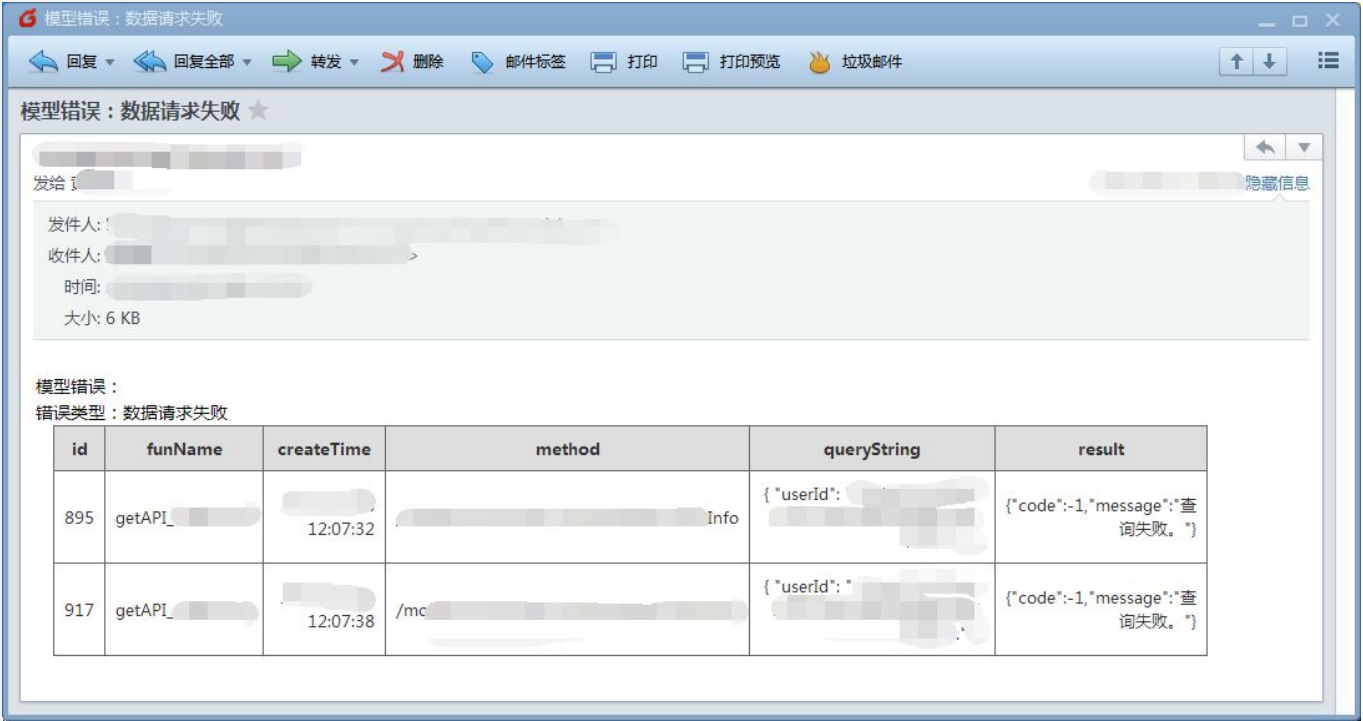 模型错误：数据请求失败
回复 回复全部 转发 删除 邮件标签 打印 打印预览 垃圾邮件
模型错误：数据请求失败
发给
隐藏信息
发件人:
收件人: >
时间:
大小: 6 KB
模型错误：
错误类型：数据请求失败
id funName createTime method queryString result
895 getAPI_ 12:07:32 Info { "userId": {"code":-1,"message":"查
询失败。"}
917 getAPI_ 12:07:38 /mo { "userId": " {"code":-1,"message":"查
询失败。"}